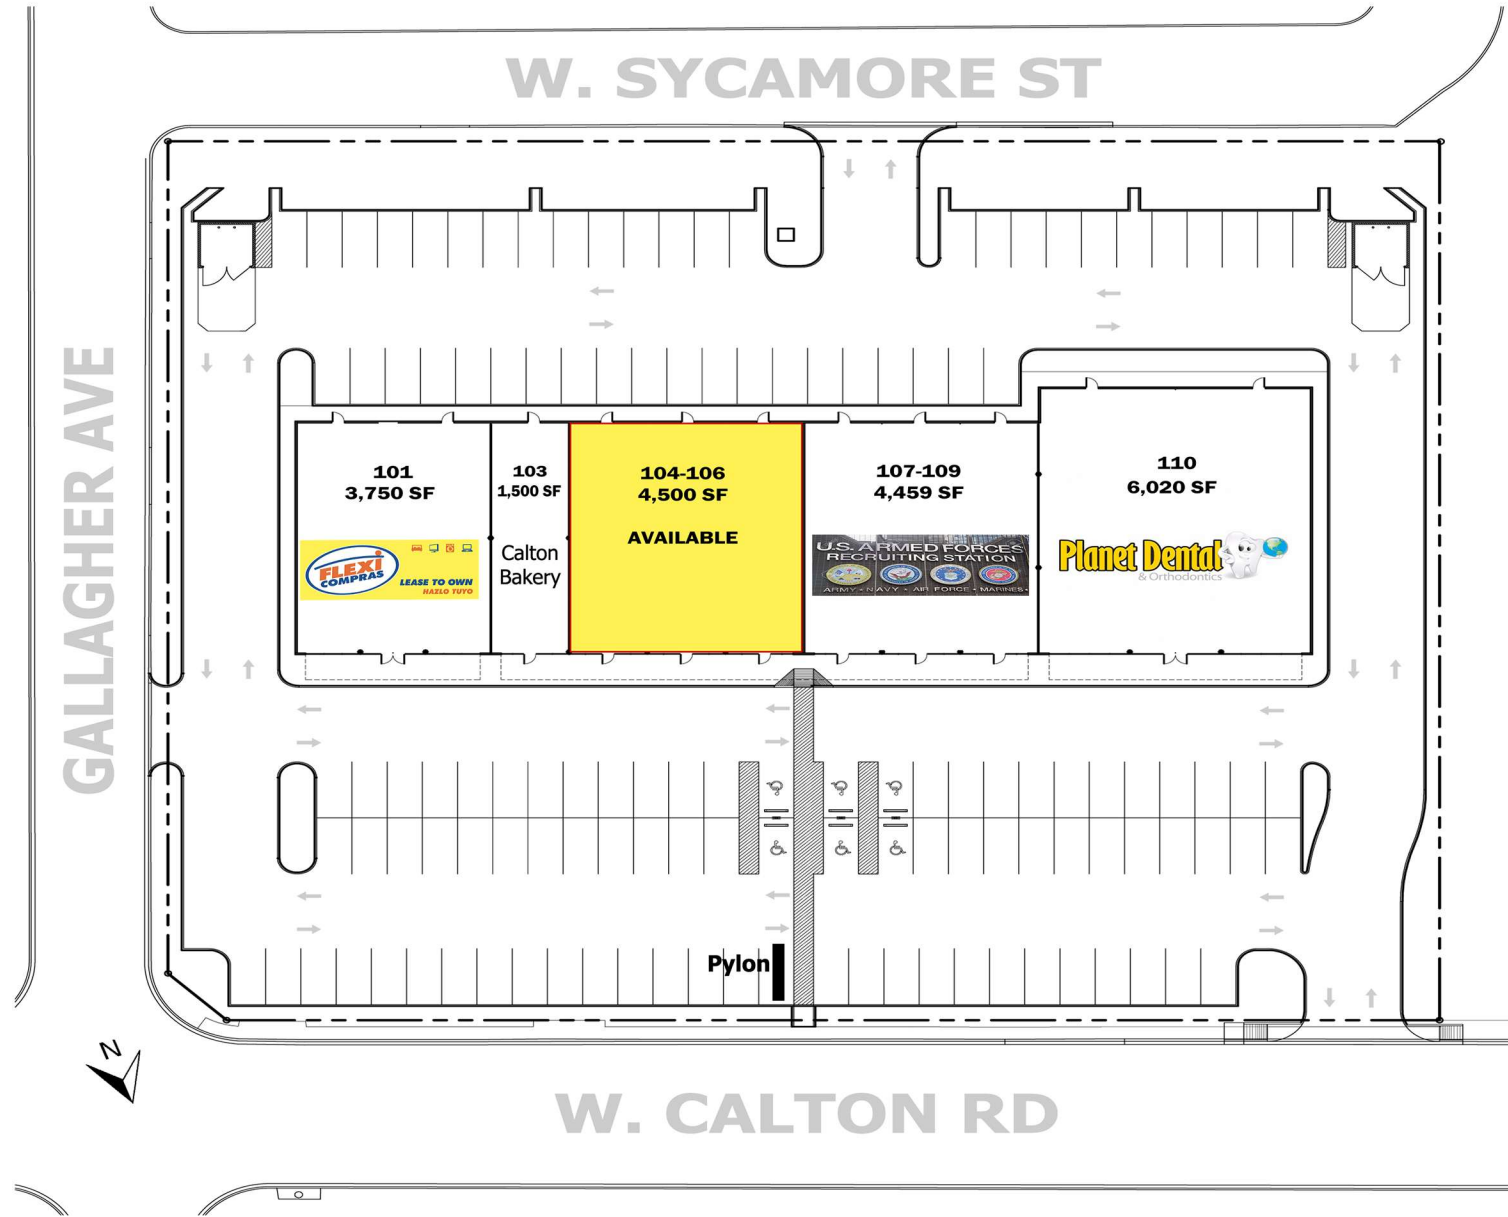 W. SYCAMORE ST
GALLAGHER AVE
101
3,750 SF
FLEXI
COMPRAS
LEASE TO OWN
HAZLO TUYO
103
1,500 SF
Calton
Bakery
104-106
4,500 SF
AVAILABLE
107-109
4,459 SF
U.S. ARMED FORCES
RECRUITING STATION
ARMY • NAVY • AIR FORCE • MARINES
110
6,020 SF
Planet Dental
& Orthodontics
Pylon
N
W. CALTON RD